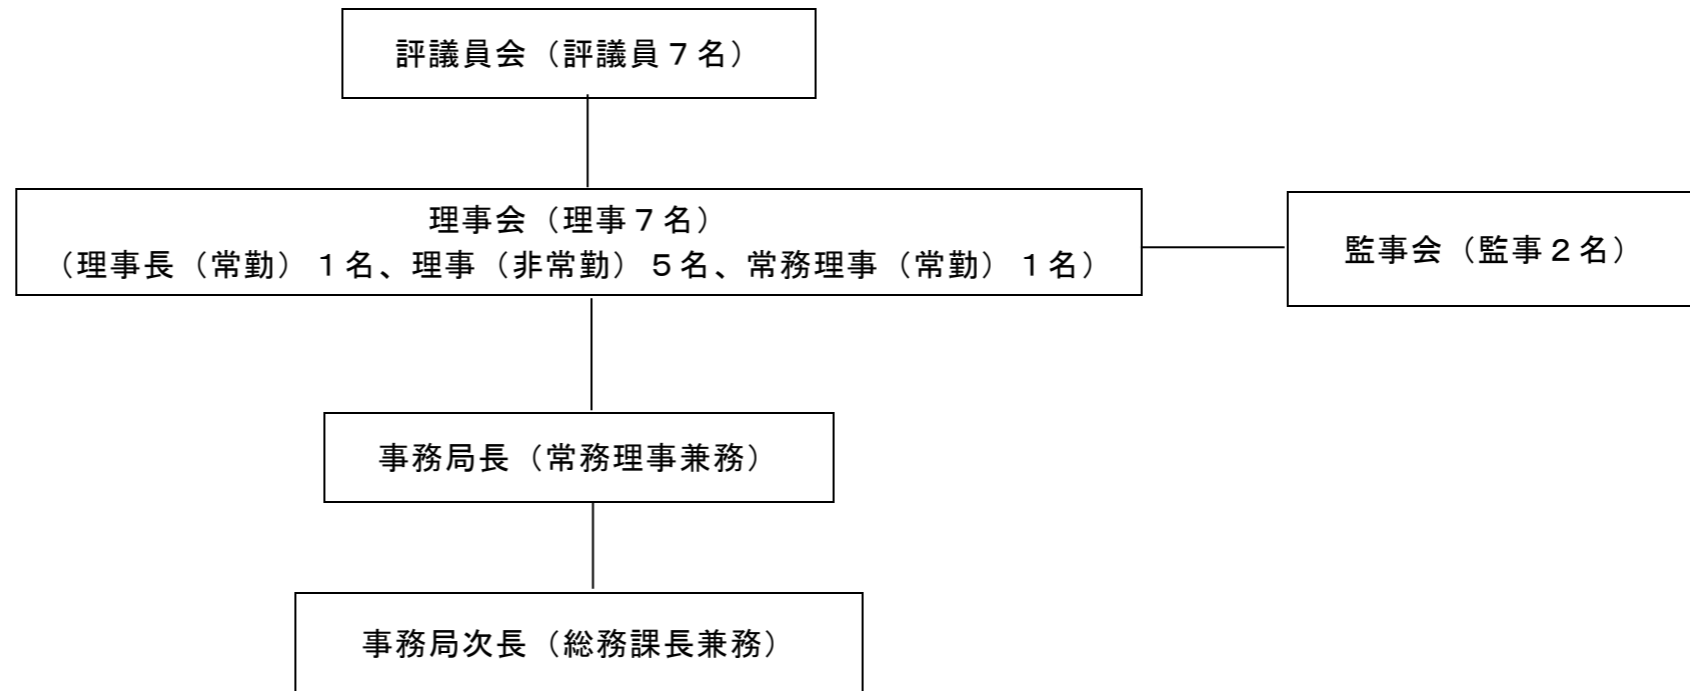 評議員会（評議員７名）
理事会（理事７名）
（理事長（常勤）１名、理事（非常勤）５名、常務理事（常勤）１名）
監事会（監事２名）
事務局長（常務理事兼務）
事務局次長（総務課長兼務）